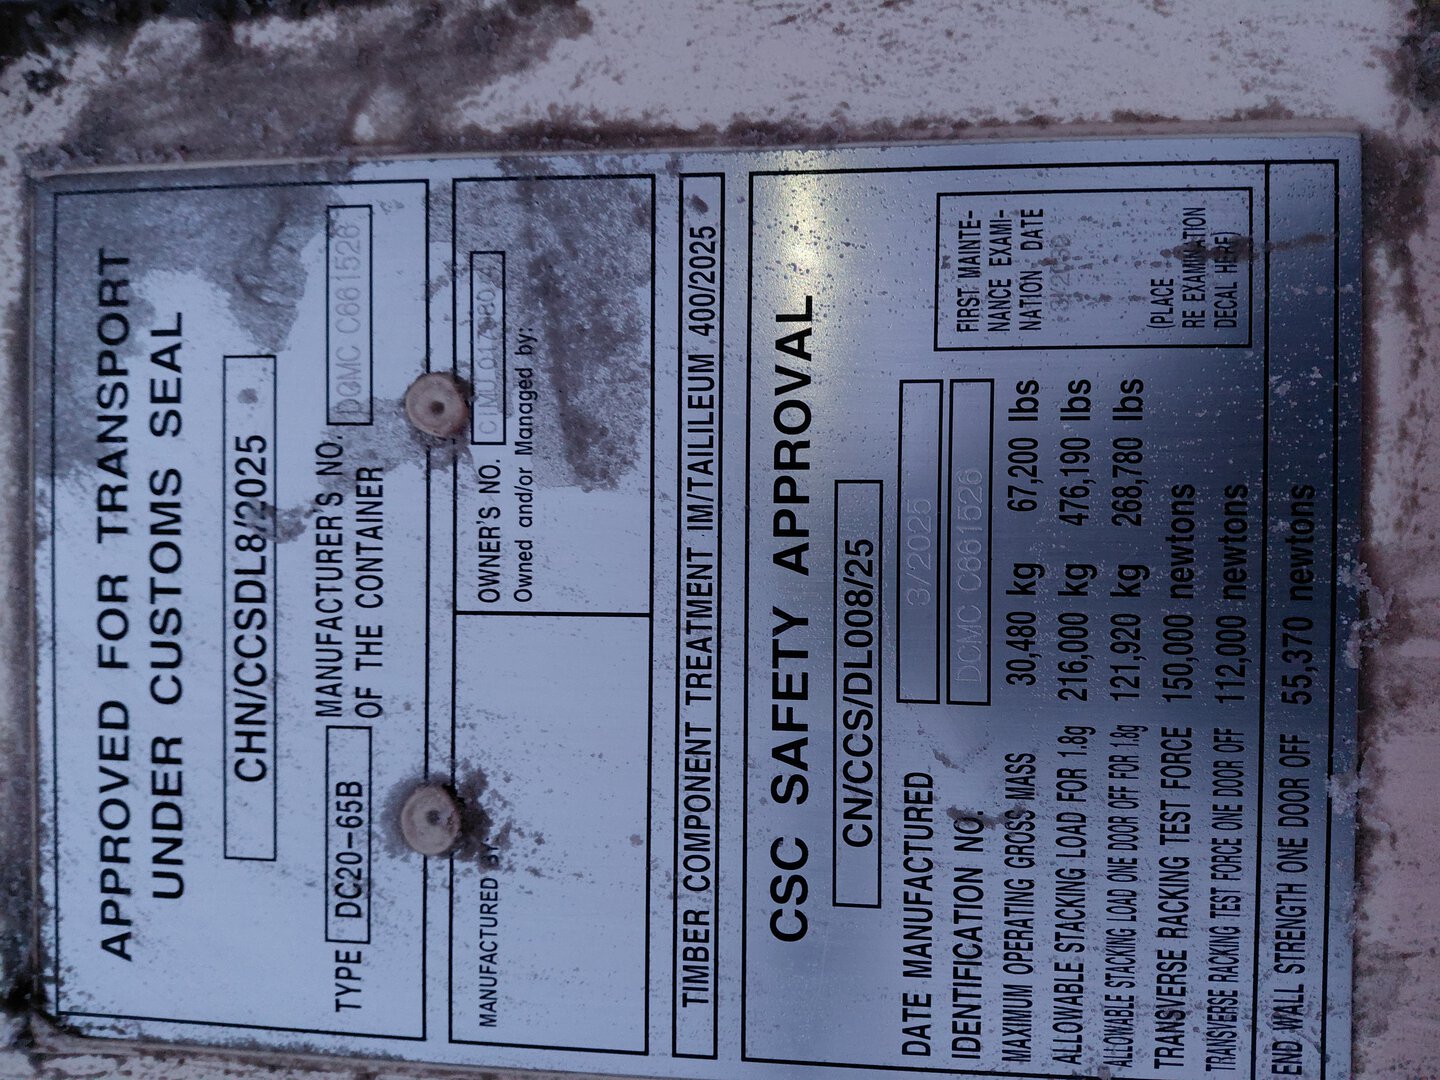 APPROVED FOR TRANSPORT
UNDER CUSTOMS SEAL
CHN/CCSDL8/2025
TYPE DC20-65B MANUFACTURER'S NO. DCMC C661526
OF THE CONTAINER
MANUFACTURED BY
OWNER'S NO.
Owned and/or Managed by:
TIMBER COMPONENT TREATMENT IM/TAILILEUM 400/2025
CSC SAFETY APPROVAL
CN/CCS/DL008/25
DATE MANUFACTURED 3/2025
IDENTIFICATION NO. DCMC C661526
MAXIMUM OPERATING GROSS MASS 30,480 kg 67,200 lbs
ALLOWABLE STACKING LOAD FOR 1.8g 216,000 kg 476,190 lbs
ALLOWABLE STACKING LOAD ONE DOOR OFF FOR 1.8g 121,920 kg 268,780 lbs
TRANSVERSE RACKING TEST FORCE 150,000 newtons
TRANSVERSE RACKING TEST FORCE ONE DOOR OFF 112,000 newtons
END WALL STRENGTH ONE DOOR OFF 55,370 newtons
FIRST MAINTE-
NANCE EXAMI-
NATION DATE
(PLACE
RE EXAMINATION
DECAL HERE)